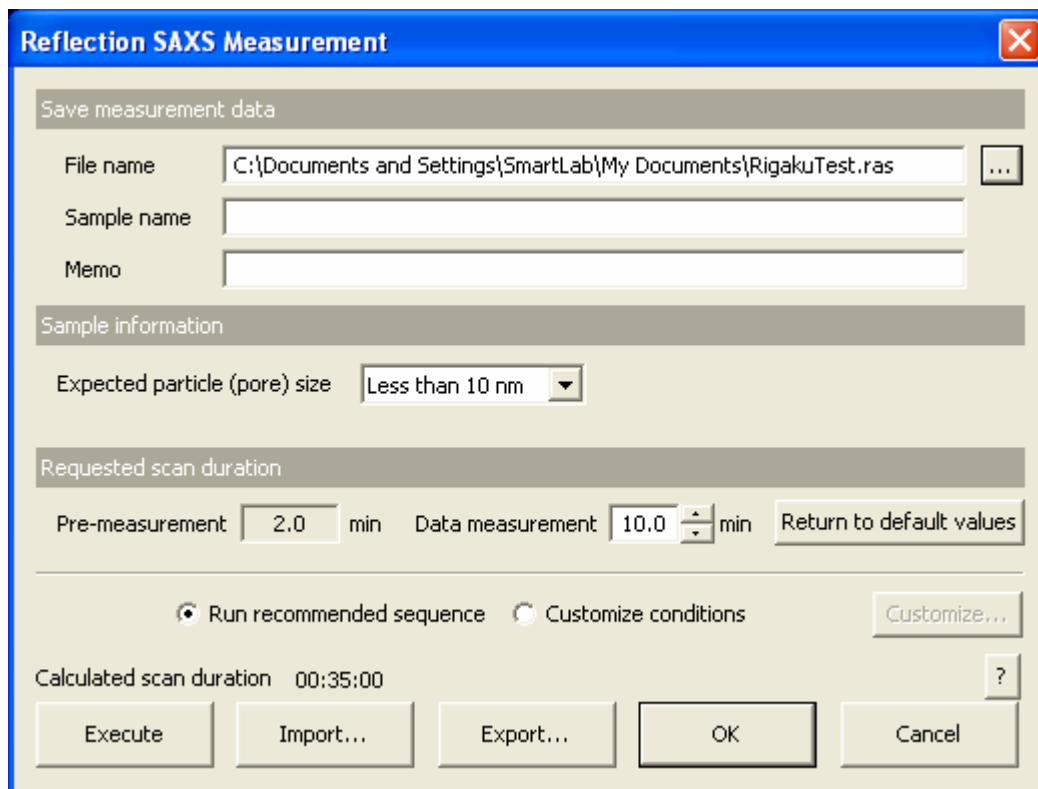 Reflection SAXS Measurement
Save measurement data
File name C:\Documents and Settings\SmartLab\My Documents\RigakuTest.ras ...
Sample name
Memo
Sample information
Expected particle (pore) size Less than 10 nm
Requested scan duration
Pre-measurement 2.0 min Data measurement 10.0 min Return to default values
Run recommended sequence Customize conditions Customize...
Calculated scan duration 00:35:00 ?
Execute Import... Export... OK Cancel